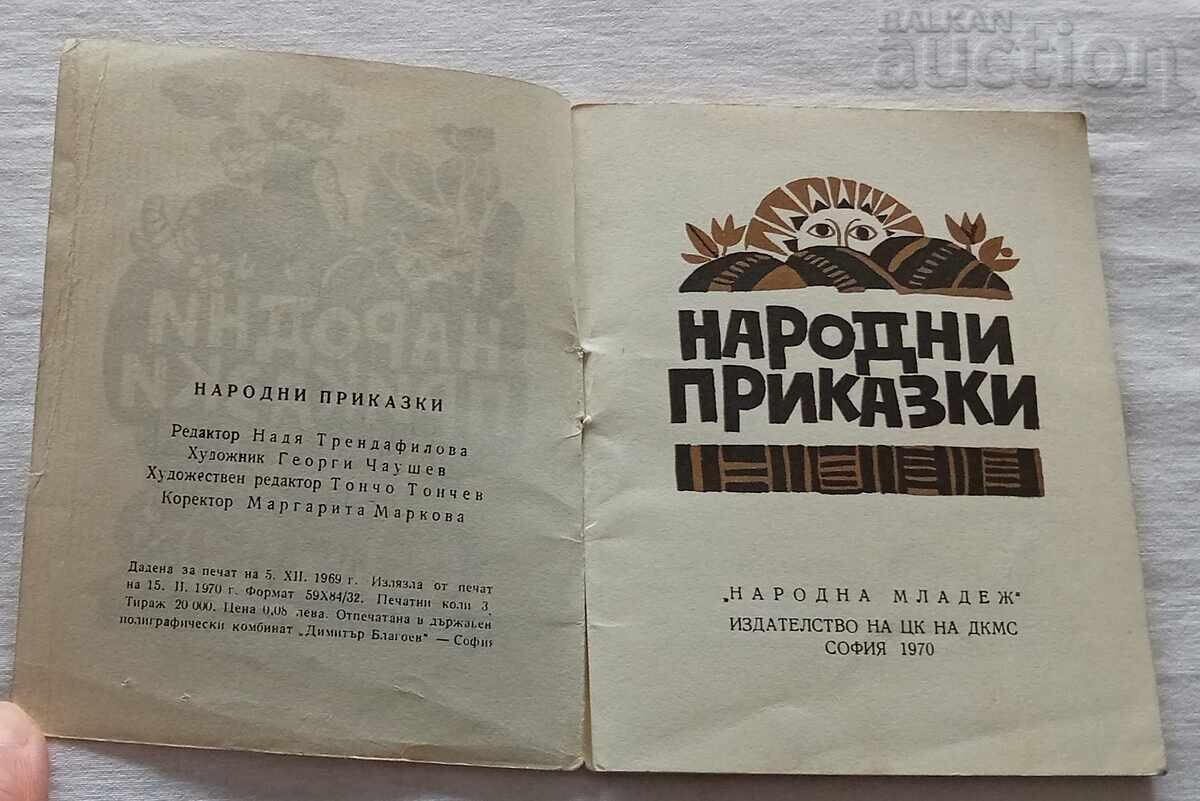 BALKAN
auction
НАРОДНИ ПРИКАЗКИ
Редактор Надя Трендафилова
Художник Георги Чаушев
Художествен редактор Тончо Тончев
Коректор Маргарита Маркова
Дадена за печат на 5. XII. 1969 г. Излязла от печат
на 15. II. 1970 г. Формат 59X84/32. Печатни коли 3.
Тираж 20 000. Цена 0,08 лева. Отпечатана в държавен
полиграфически комбинат „Димитър Благоев" — София
НАРОДНИ
ПРИКАЗКИ
„НАРОДНА МЛАДЕЖ"
ИЗДАТЕЛСТВО НА ЦК НА ДКМС
СОФИЯ 1970